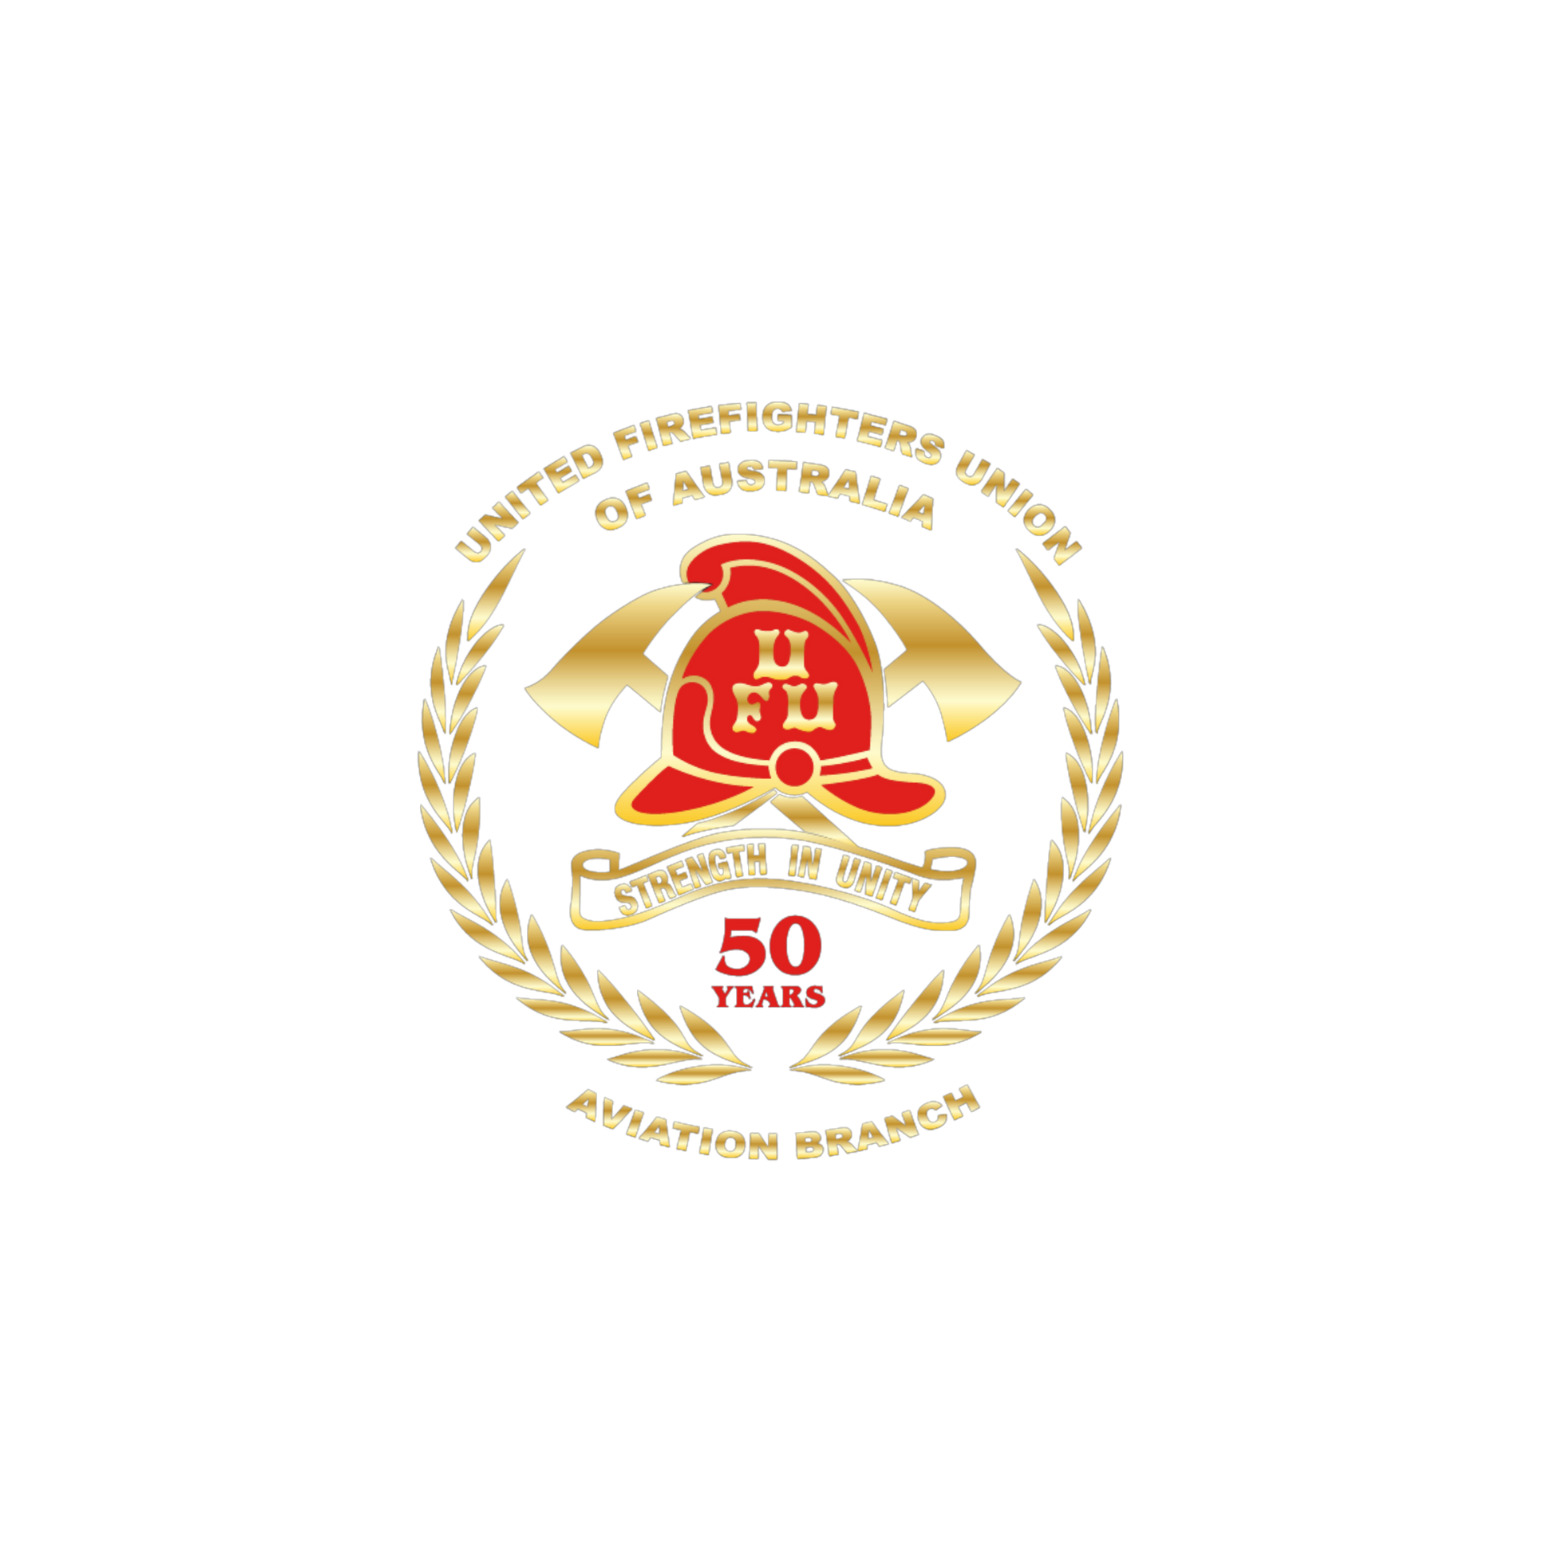 UNITED FIREFIGHTERS UNION
OF AUSTRALIA
U
FU
STRENGTH IN UNITY
50
YEARS
AVIATION BRANCH